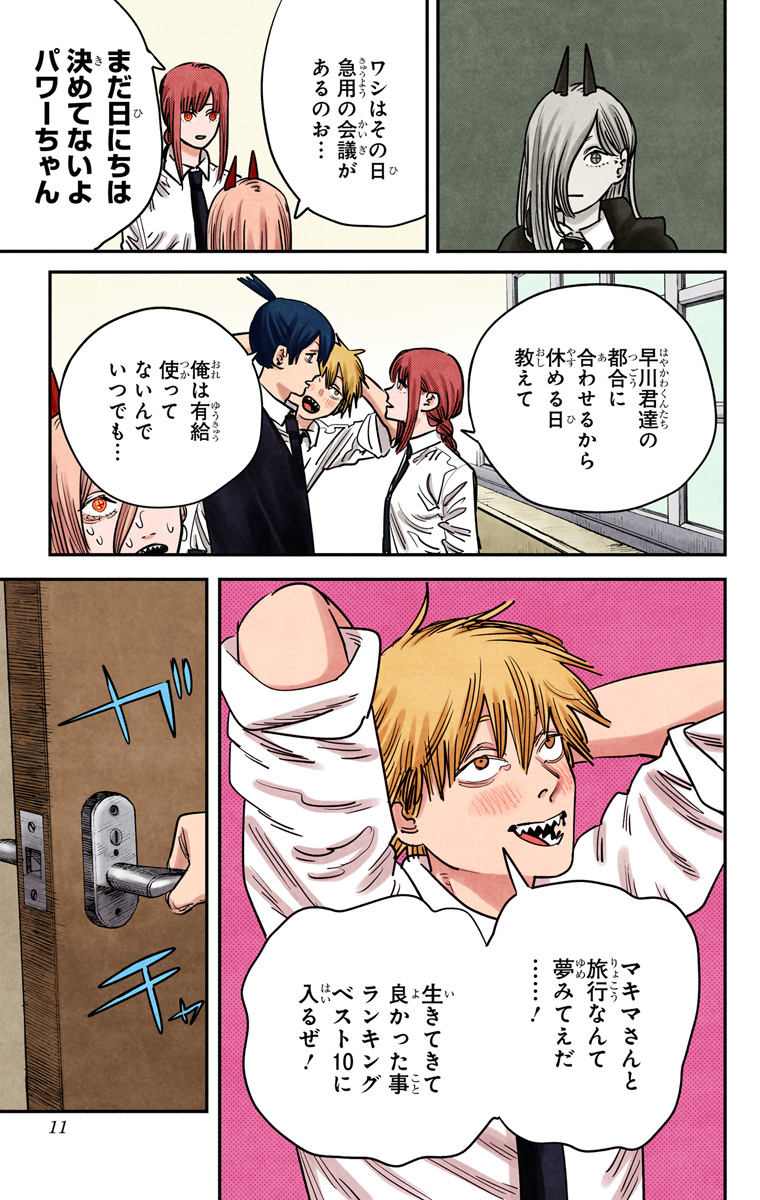 ワシはその日
急用の会議が
あるのお…
まだ日にちは
決めてないよ
パワーちゃん
早川君達の
都合に
合わせるから
休める日
教えて
俺は有給
使って
ないんで
いつでも…
マキマさんと
旅行なんて
夢みてえだ
……！
生きてきて
良かった事
ランキング
ベスト10に
入るぜ！
ガ
チャ
11